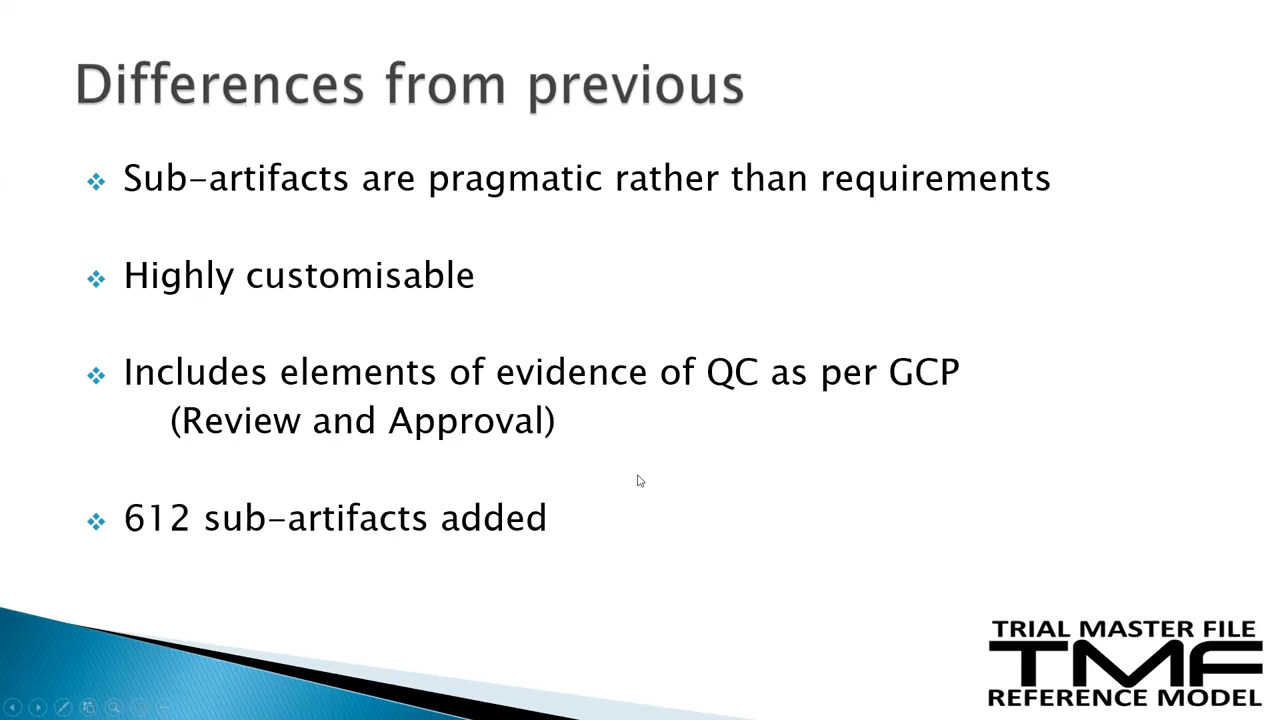 Differences from previous
Sub-artifacts are pragmatic rather than requirements
Highly customisable
Includes elements of evidence of QC as per GCP
(Review and Approval)
612 sub-artifacts added
TRIAL MASTER FILE
TMF
REFERENCE MODEL